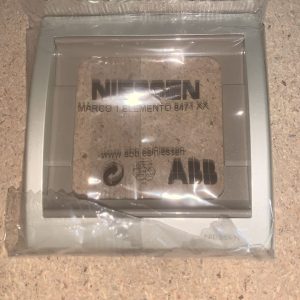 NIESSEN
MARCO 1 ELEMENTO 8471 XX
www.abb.es/niessen
ABB